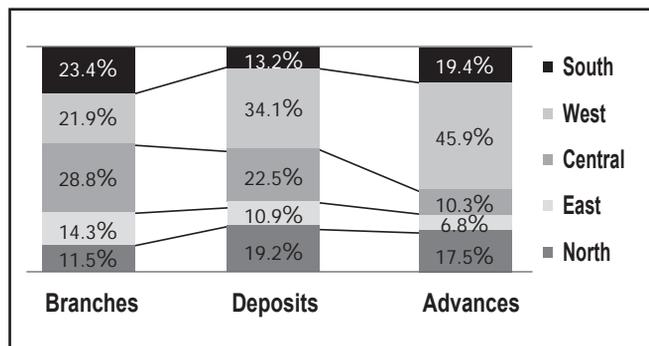 23.4% 13.2% 19.4% South
21.9% 34.1% 45.9% West
28.8% 22.5% 10.3% Central
14.3% 10.9% 6.8% East
11.5% 19.2% 17.5% North
Branches Deposits Advances